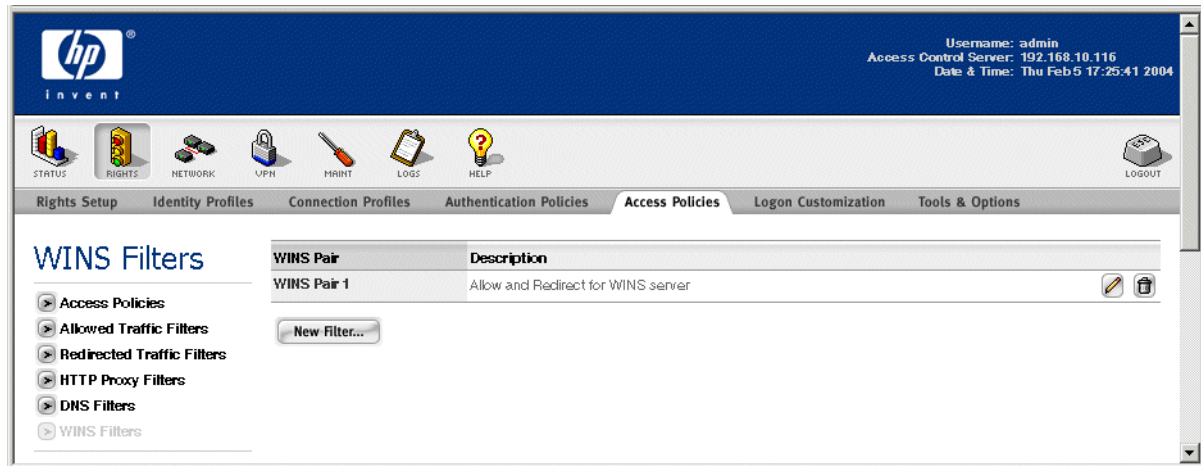 hp ®
invent
Username: admin
Access Control Server: 192.168.10.116
Date & Time: Thu Feb 5 17:25:41 2004
STATUS RIGHTS NETWORK VPN MAINT LOGS HELP LOGOUT
Rights Setup Identity Profiles Connection Profiles Authentication Policies Access Policies Logon Customization Tools & Options
WINS Filters
Access Policies
Allowed Traffic Filters
Redirected Traffic Filters
HTTP Proxy Filters
DNS Filters
WINS Filters
WINS Pair Description
WINS Pair 1 Allow and Redirect for WINS server
New Filter...